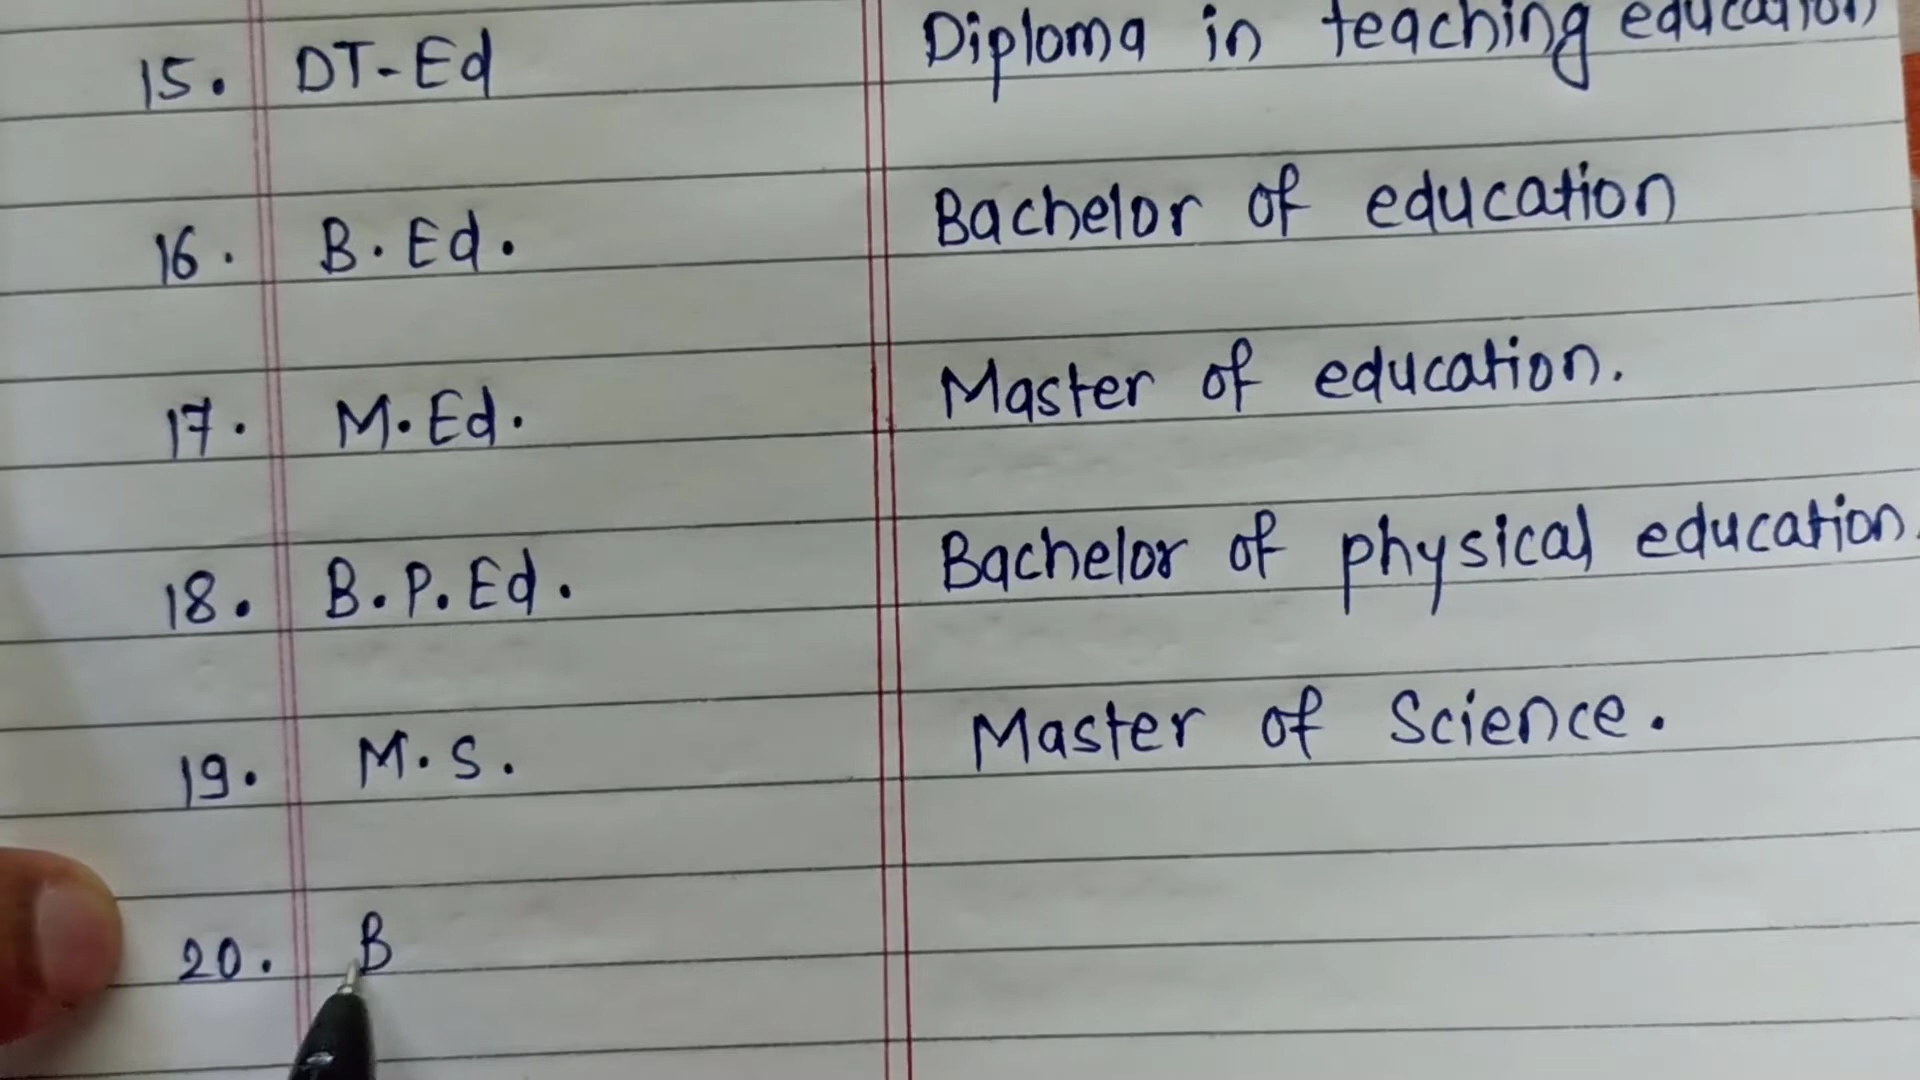 15. DT-Ed Diploma in teaching education
16. B.Ed. Bachelor of education
17. M.Ed. Master of education.
18. B.P.Ed. Bachelor of physical education.
19. M.S. Master of Science.
20. B